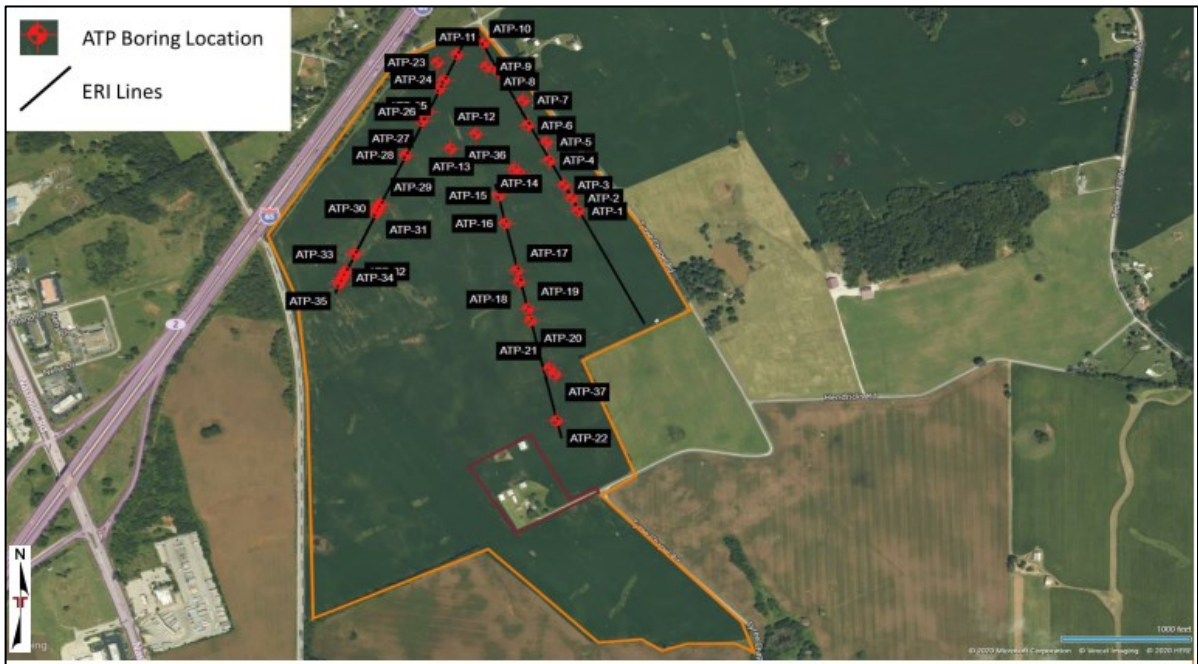 ATP Boring Location
ERI Lines
ATP-10
ATP-11
ATP-23
ATP-9
ATP-24
ATP-8
ATP-7
ATP-26
ATP-12
ATP-6
ATP-27
ATP-5
ATP-28
ATP-36
ATP-4
ATP-13
ATP-14
ATP-3
ATP-29
ATP-15
ATP-2
ATP-30
ATP-1
ATP-16
ATP-31
65
ATP-33
ATP-17
ATP-34
ATP-35
ATP-18
ATP-19
2
ATP-20
ATP-21
ATP-37
ATP-22
N
1000 feet
© 2020 Microsoft Corporation © Vexcel Imaging © 2020 HERE